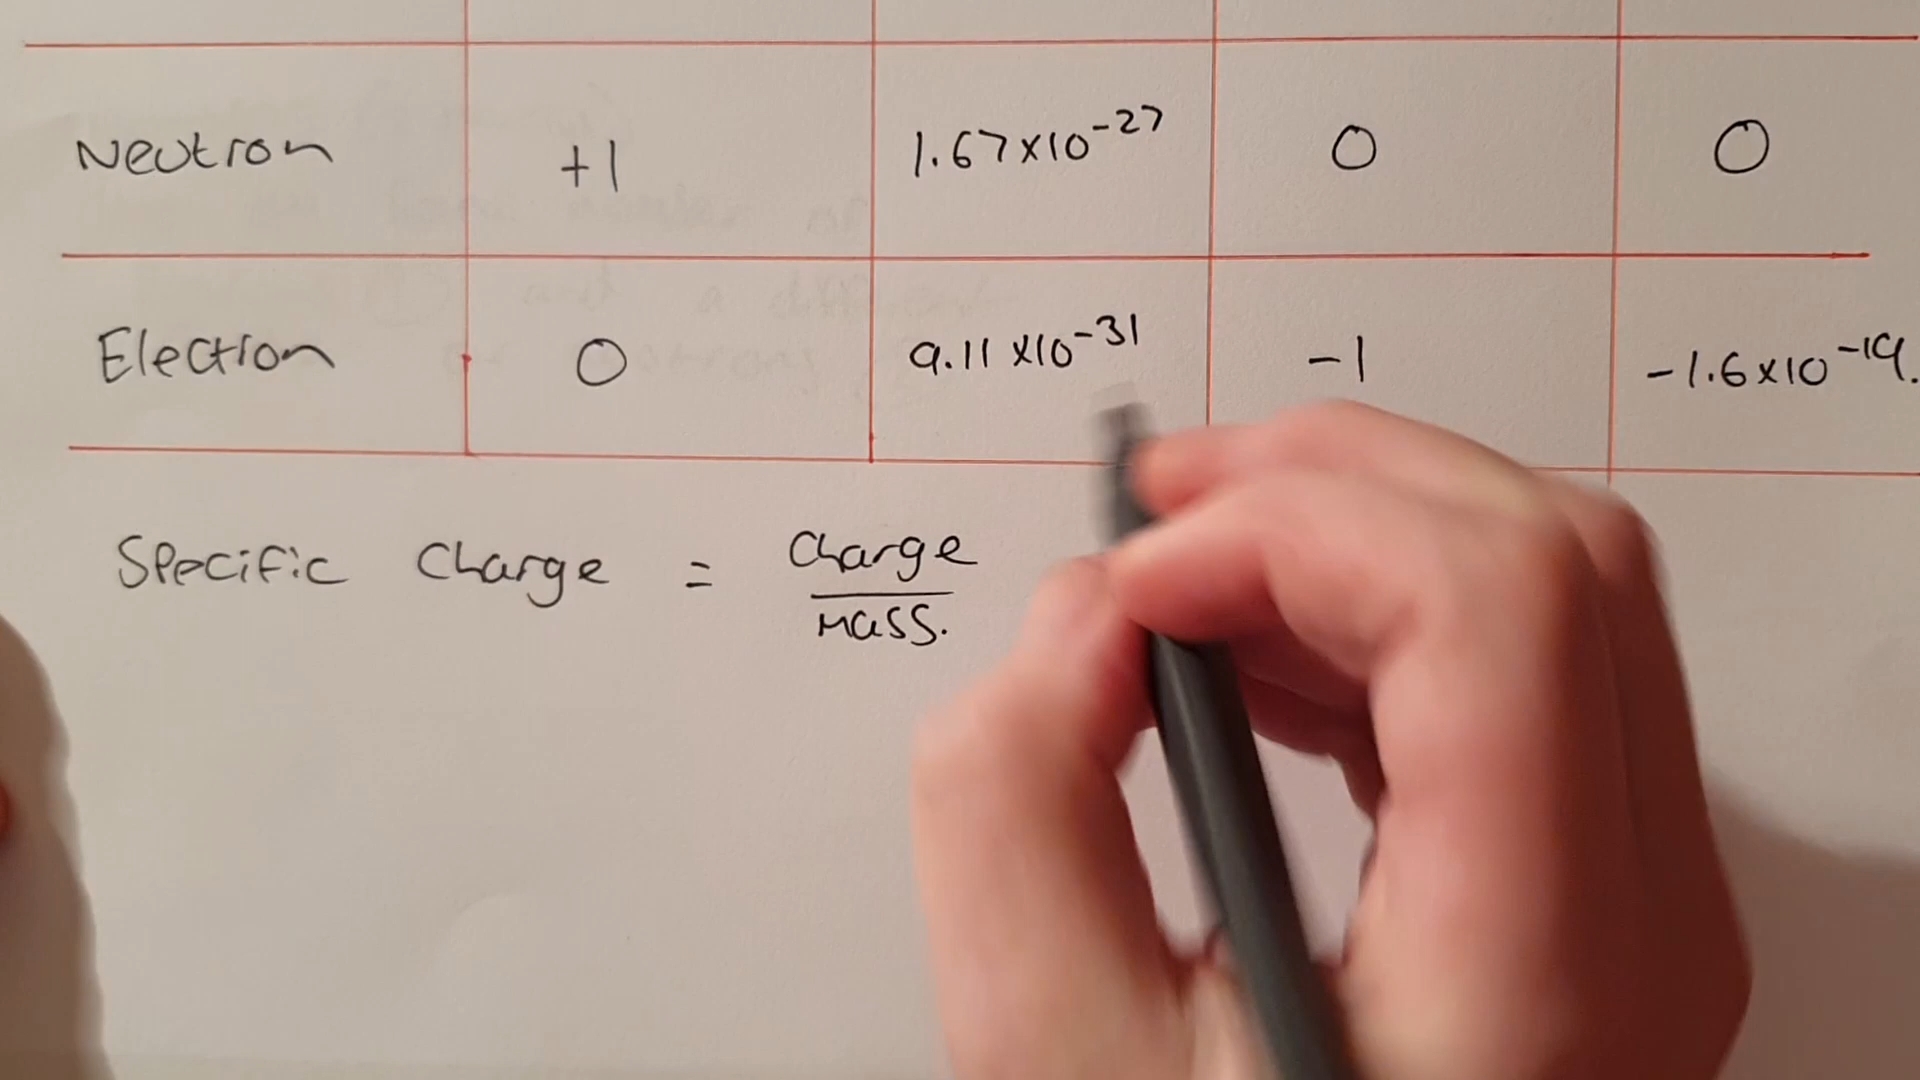 Neutron +1 1.67×10⁻²⁷ 0 0
Electron 0 9.11×10⁻³¹ -1 -1.6×10⁻¹⁹.
Specific Charge = Charge
mass.